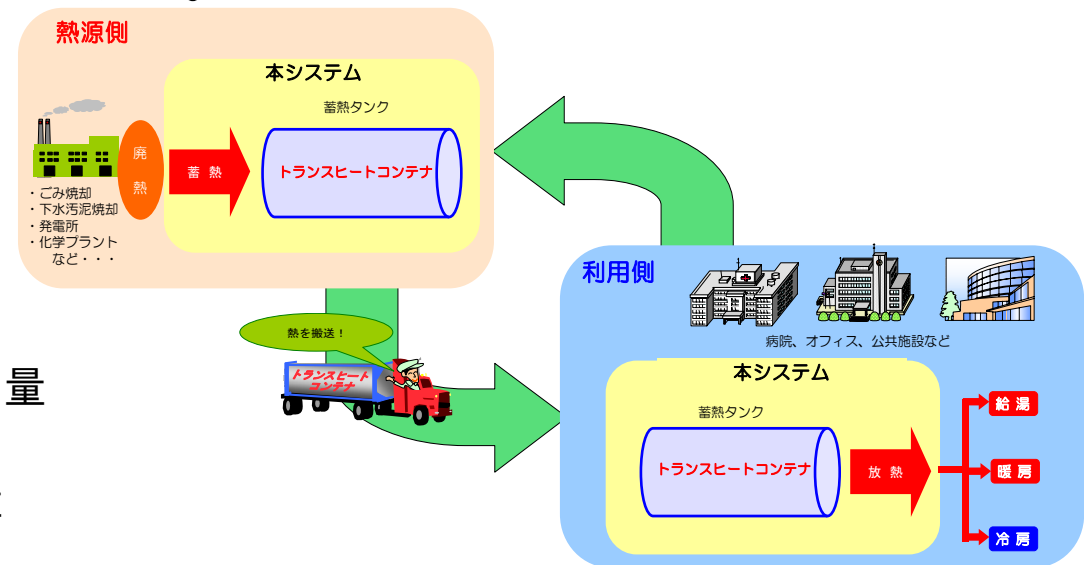 熱源側
本システム
蓄熱タンク
トランスヒートコンテナ
廃
熱
蓄 熱
・ごみ焼却
・下水汚泥焼却
・発電所
・化学プラント
など・・・
熱を搬送！
トランスヒート
コンテナ
量
利用側
病院、オフィス、公共施設など
本システム
蓄熱タンク
トランスヒートコンテナ
放 熱
給 湯
暖 房
冷 房